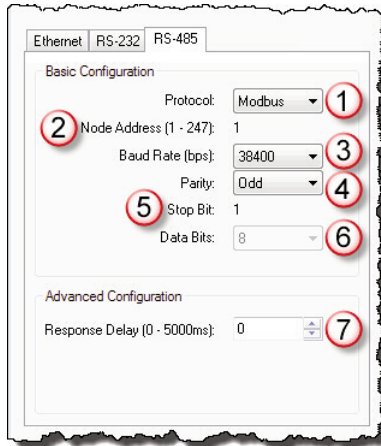 Ethernet RS-232 RS-485
Basic Configuration
Protocol: Modbus 1
2 Node Address (1 - 247): 1
Baud Rate (bps): 38400 3
Parity: Odd 4
5 Stop Bit: 1
Data Bits: 8 6
Advanced Configuration
Response Delay (0 - 5000ms): 0 7